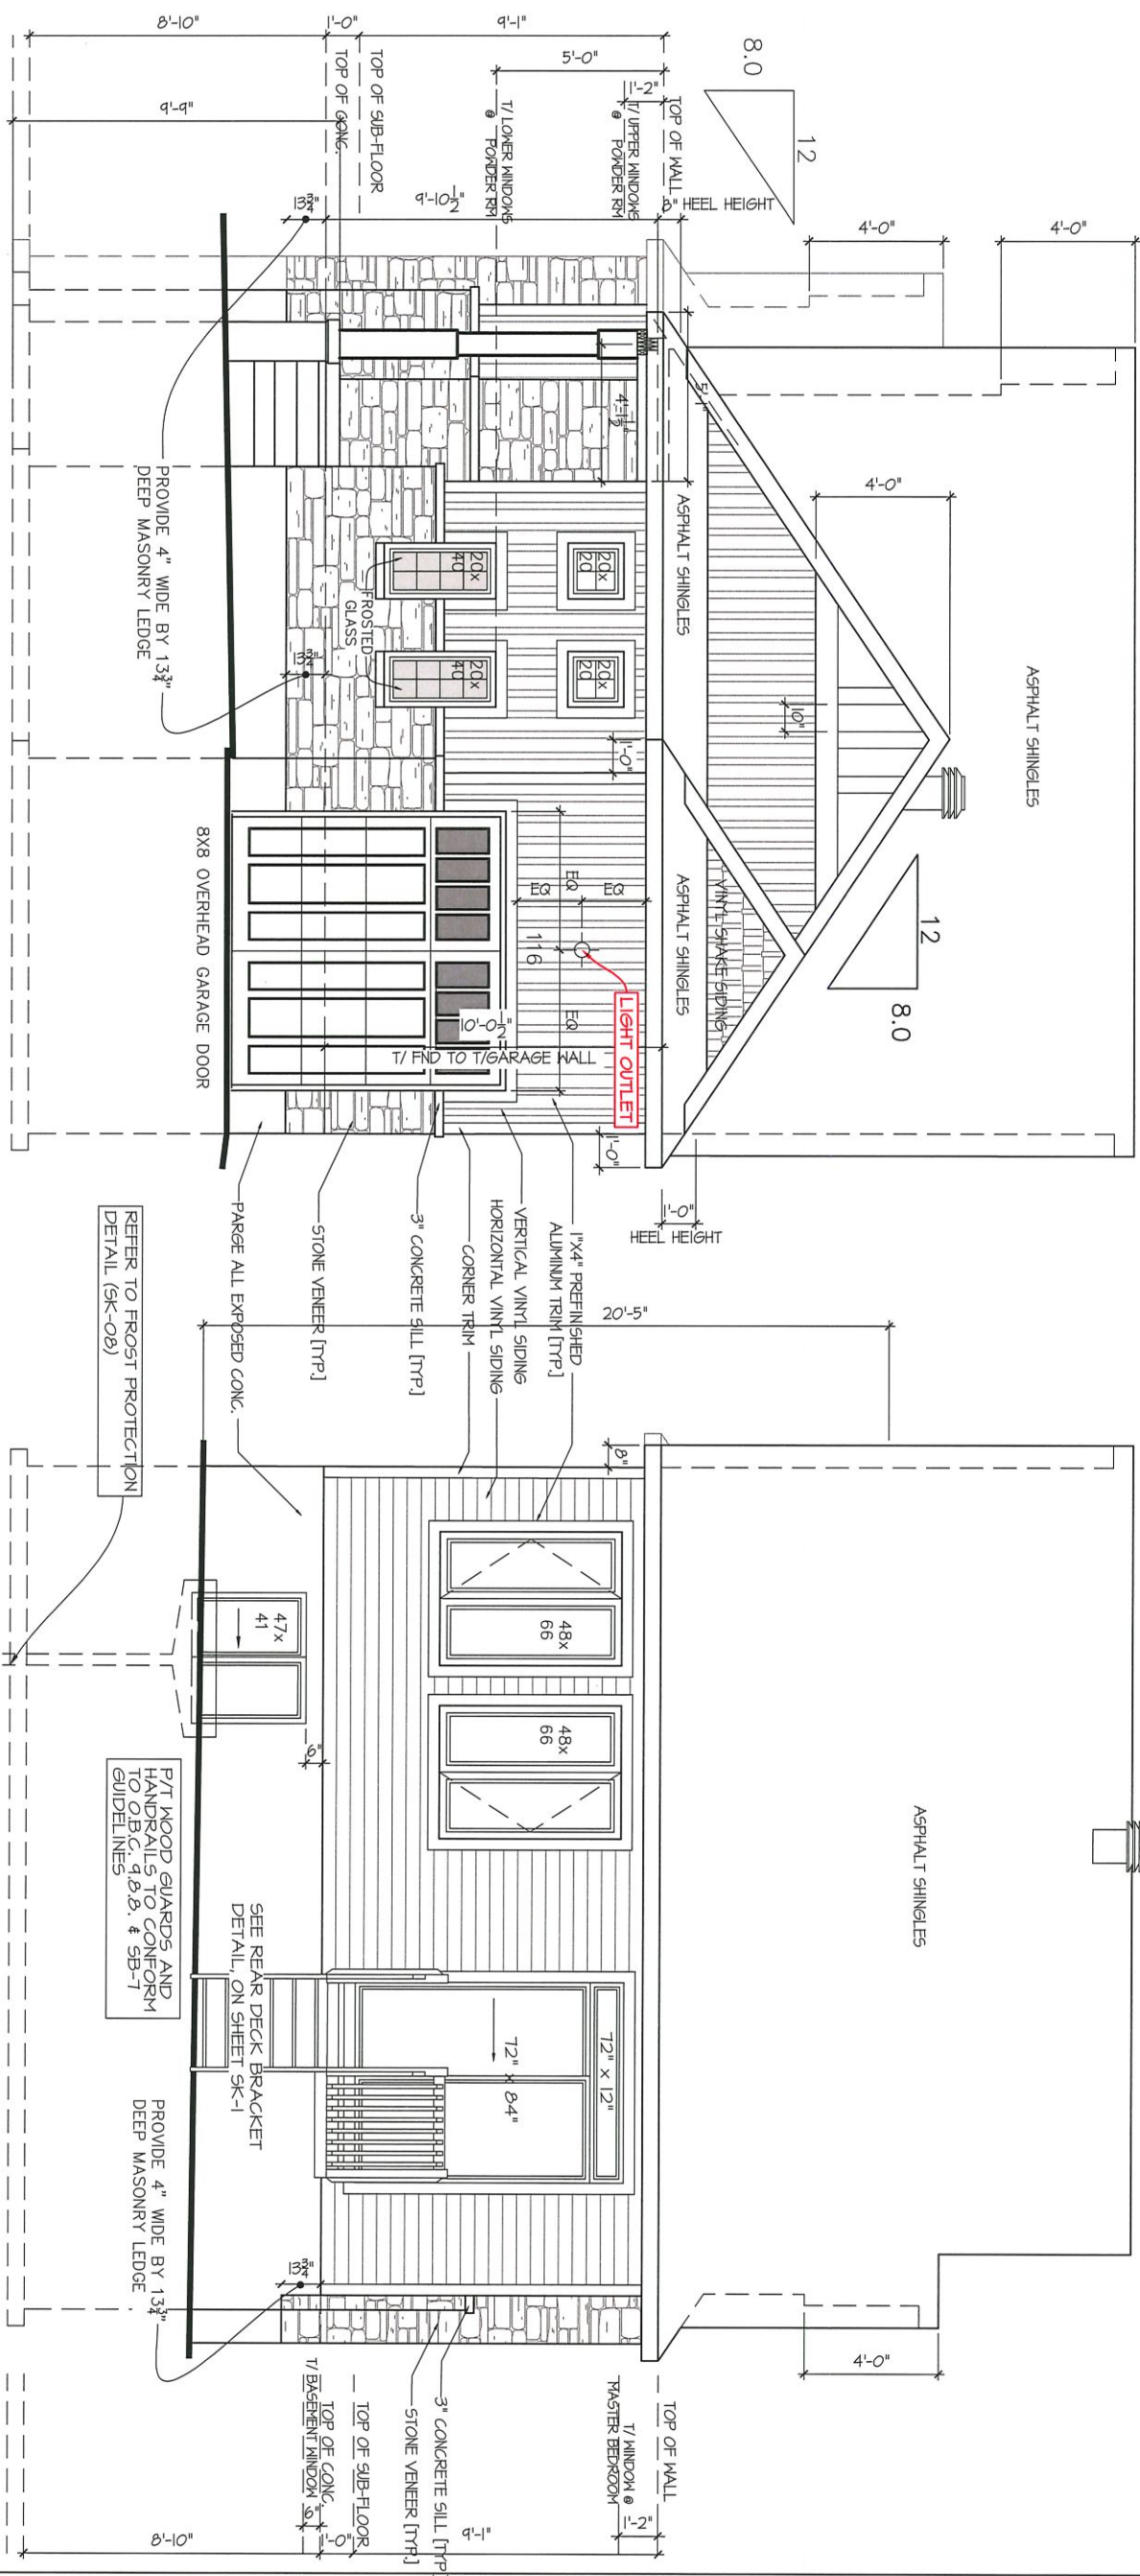 8'-10"
1'-0"
9'-1"
5'-0"
1'-2"
9'-9"
TOP OF CONC.
TOP OF SUB-FLOOR
T/ LOWER WINDOWS
@ POWDER RM
T/ UPPER WINDOWS
@ POWDER RM
TOP OF WALL
8.0
12
13 3/4"
9'-10 1/2"
HEEL HEIGHT
4'-0"
4'-0"
4'-1 1/2"
4'-0"
PROVIDE 4" WIDE BY 13 3/4"
DEEP MASONRY LEDGE
ASPHALT SHINGLES
ASPHALT SHINGLES
20x
40
20x
20
FROSTED
GLASS
20x
40
20x
20
13 3/4"
10"
1'-0"
8X8 OVERHEAD GARAGE DOOR
EQ
EQ
EQ
EQ
116
ASPHALT SHINGLES
VINYL SHAKE SIDING
12
8.0
LIGHT OUTLET
10'-0 1/2"
T/ FND TO T/GARAGE WALL
1'-0"
1'-0"
HEEL HEIGHT
1"X4" PREFINISHED
ALUMINUM TRIM [TYP.]
VERTICAL VINYL SIDING
HORIZONTAL VINYL SIDING
CORNER TRIM
3" CONCRETE SILL [TYP.]
STONE VENEER [TYP.]
PARGE ALL EXPOSED CONC.
REFER TO FROST PROTECTION
DETAIL (SK-08)
20'-5"
8"
48x
66
48x
66
47x
41
6"
ASPHALT SHINGLES
P/T WOOD GUARDS AND
HANDRAILS TO CONFORM
TO O.B.C. 9.8.8. & SB-7
GUIDELINES
SEE REAR DECK BRACKET
DETAIL, ON SHEET SK-1
72" x 12"
72" x 84"
PROVIDE 4" WIDE BY 13 3/4"
DEEP MASONRY LEDGE
13 3/4"
4'-0"
TOP OF WALL
T/ WINDOW @
MASTER BEDROOM
1'-2"
3" CONCRETE SILL [TYP
STONE VENEER [TYP.]
TOP OF SUB-FLOOR
TOP OF CONC.
T/ BASEMENT WINDOW
6"
8'-10"
1'-0"
9'-1"